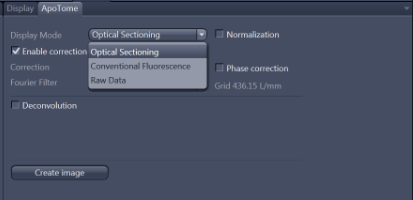 Display ApoTome
Display Mode Optical Sectioning Normalization
Enable correction Optical Sectioning
Correction Conventional Fluorescence Phase correction
Fourier Filter Raw Data Grid 436.15 L/mm
Deconvolution
Create image